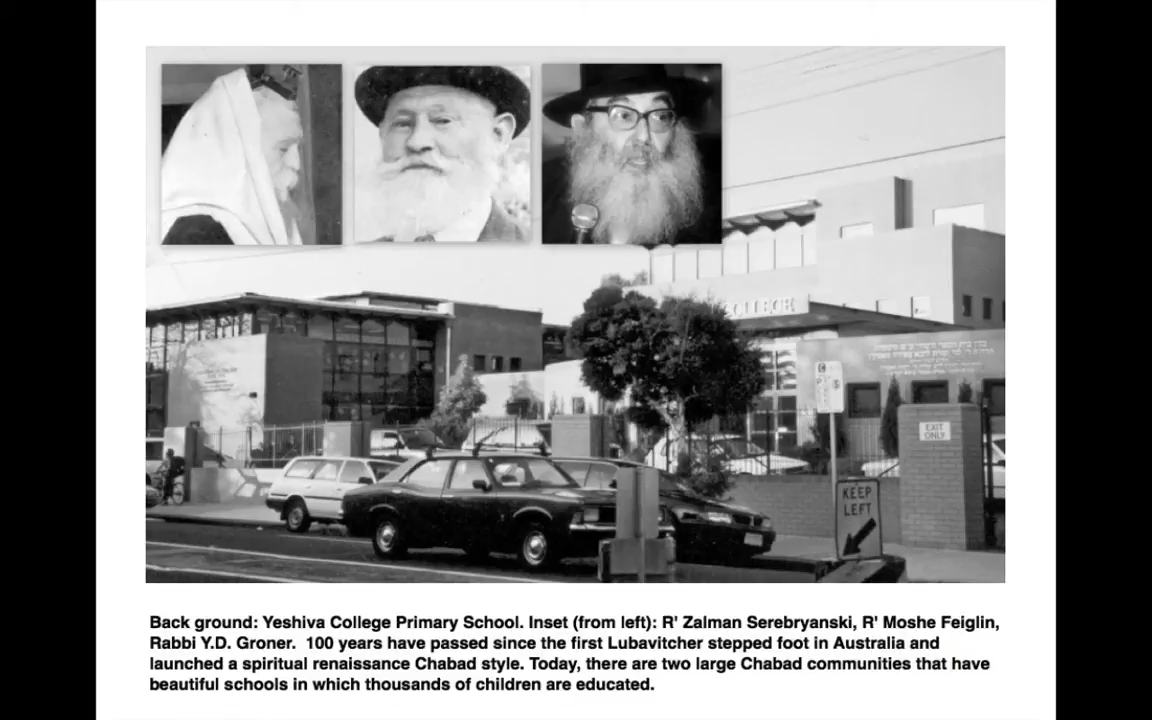 COLLEGE
EXIT
ONLY
KEEP
LEFT
Back ground: Yeshiva College Primary School. Inset (from left): R' Zalman Serebryanski, R' Moshe Feiglin,
Rabbi Y.D. Groner.  100 years have passed since the first Lubavitcher stepped foot in Australia and
launched a spiritual renaissance Chabad style. Today, there are two large Chabad communities that have
beautiful schools in which thousands of children are educated.